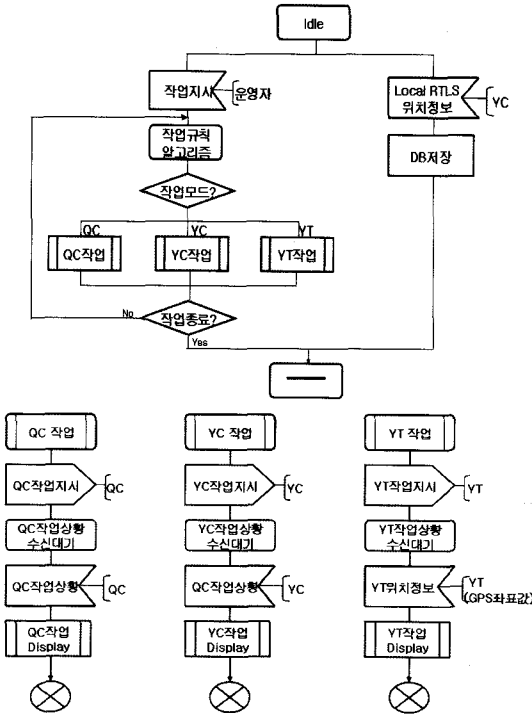 Idle
작업지시
운영자
Local RTLS
위치정보
YC
작업규칙
알고리즘
DB저장
작업모드?
QC
YC
YT
QC작업
YC작업
YT작업
작업종료?
No
Yes
QC 작업
YC 작업
YT 작업
QC작업지시
QC
YC작업지시
YC
YT작업지시
YT
QC작업상황
수신대기
YC작업상황
수신대기
YT작업상황
수신대기
QC작업상황
QC
QC작업상황
YC
YT위치정보
YT
(GPS좌표값)
QC작업
Display
YC작업
Display
YT작업
Display